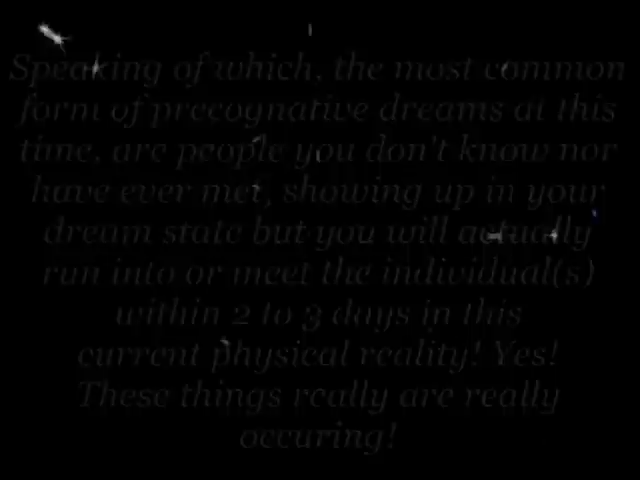 Speaking of which, the most common
form of precognative dreams at this
time, are people you don't know nor
have ever met, showing up in your
dream state but you will actually
run into or meet the individual(s)
within 2 to 3 days in this
current physical reality! Yes!
These things really are really
occuring!